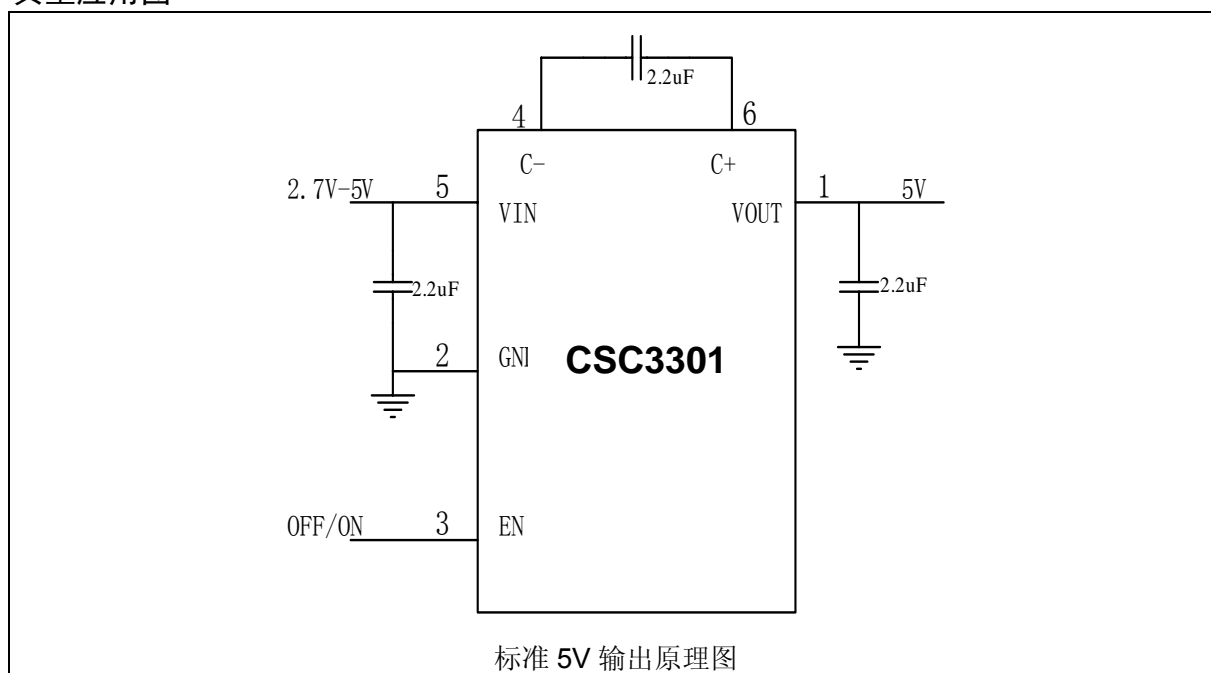 2.2uF
4
6
C-
C+
2.7V-5V
5
VIN
VOUT
1
5V
2.2uF
2.2uF
2
GND
CSC3301
OFF/ON
3
EN
标准 5V 输出原理图